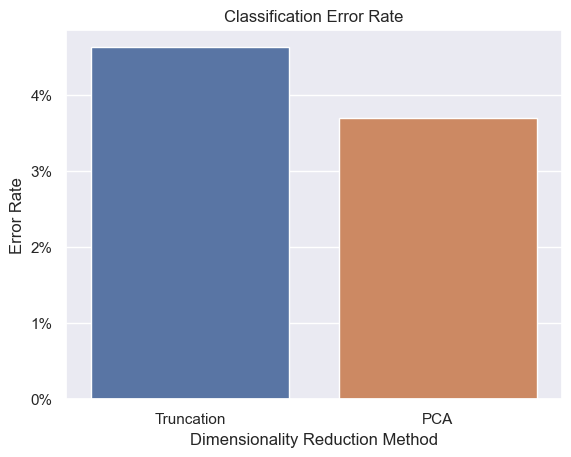 Classification Error Rate
4%
3%
2%
1%
0%
Error Rate
Truncation
PCA
Dimensionality Reduction Method